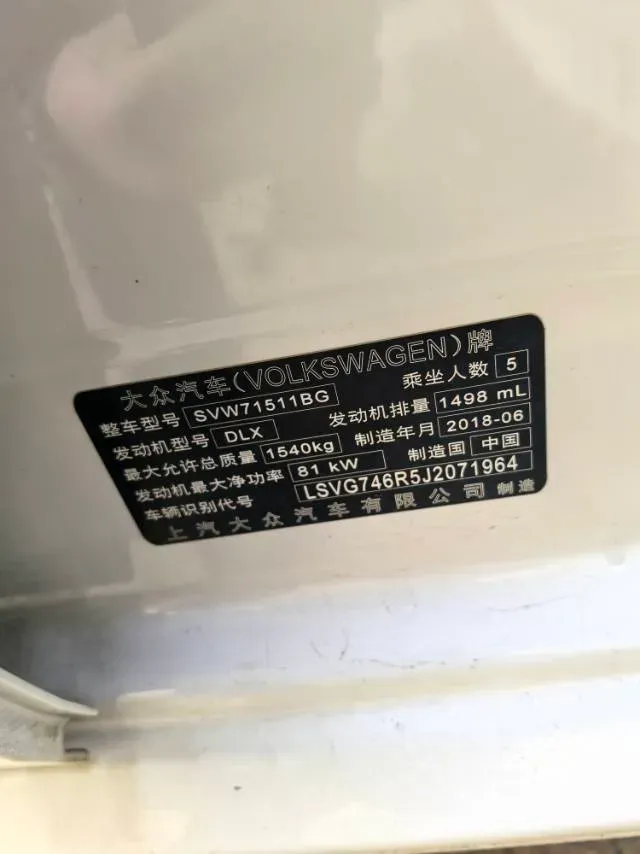 大众汽车(VOLKSWAGEN)牌
整车型号 SVW71511BG 乘坐人数 5
发动机型号 DLX 发动机排量 1498 mL
最大允许总质量 1540kg 制造年月 2018-06
发动机最大净功率 81 kW 制造国 中国
车辆识别代号 LSVG746R5J2071964
上汽大众汽车有限公司 制造